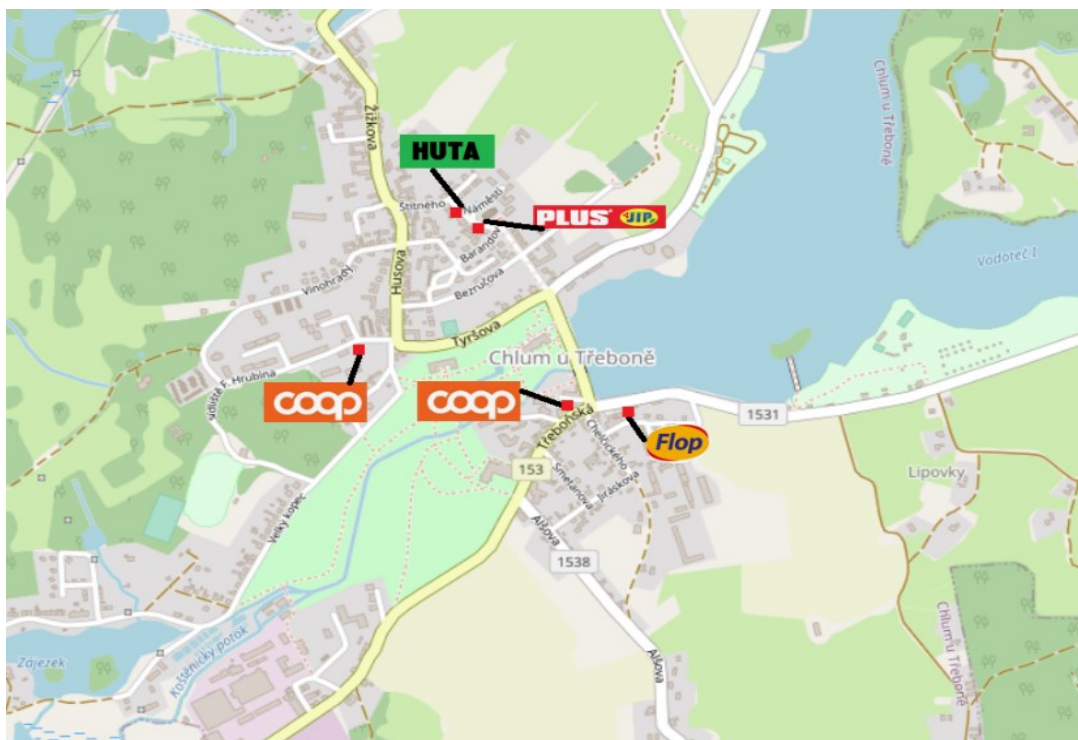 Žižkova
Chlum u Třeboně
HUTA
Štítného
Náměstí
PLUS JIP
Barandov
Vodoteč 1
Husova
Vinohrady
Bezručova
Tyršova
Chlum u Třeboně
sídliště F. Hrubína
coop
coop
1531
Třeboňská
Chelčického
Flop
153
Smetanova
Jiráskova
Lipovky
Velký kopec
Alšova
1538
Chlum u Třeboně
Alšova
Zájezek
Koštěnický potok